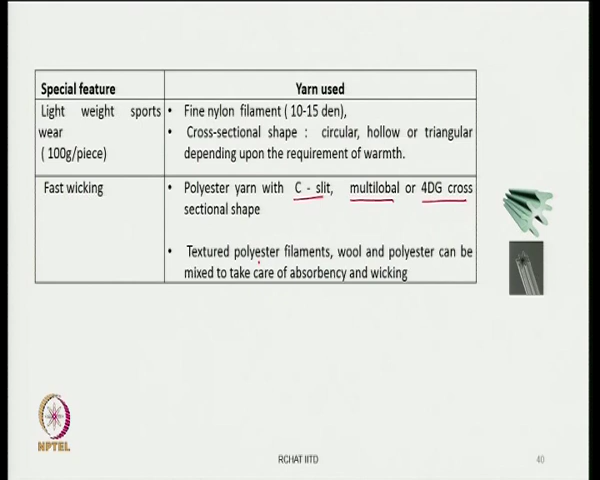 Special feature Yarn used
Light weight sports wear ( 100g/piece)
• Fine nylon filament ( 10-15 den),
• Cross-sectional shape : circular, hollow or triangular
depending upon the requirement of warmth.
Fast wicking
• Polyester yarn with C - slit, multilobal or 4DG cross
sectional shape
• Textured polyester filaments, wool and polyester can be
mixed to take care of absorbency and wicking
NPTEL
RCHAT IITD
40